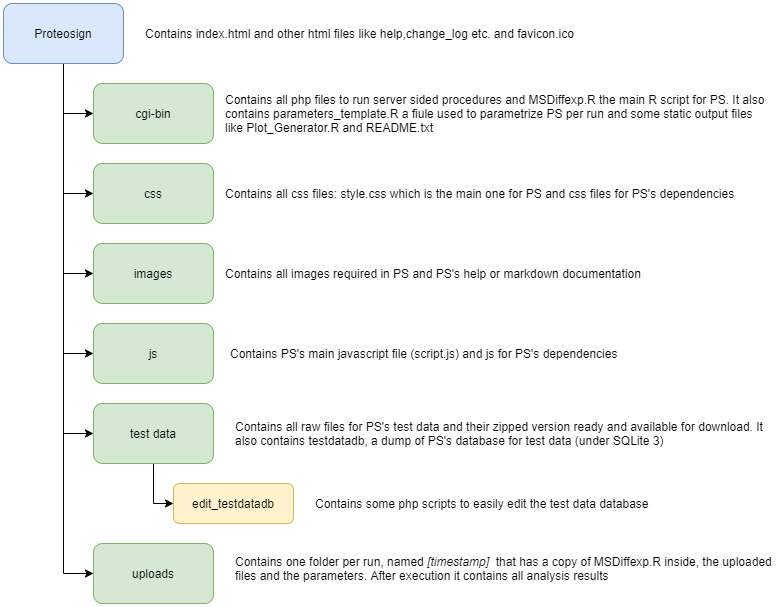 Proteosign
Contains index.html and other html files like help,change_log etc. and favicon.ico
cgi-bin
Contains all php files to run server sided procedures and MSDiffexp.R the main R script for PS. It also
contains parameters_template.R a fiule used to parametrize PS per run and some static output files
like Plot_Generator.R and README.txt
css
Contains all css files: style.css which is the main one for PS and css files for PS's dependencies
images
Contains all images required in PS and PS's help or markdown documentation
js
Contains PS's main javascript file (script.js) and js for PS's dependencies
test data
Contains all raw files for PS's test data and their zipped version ready and available for download. It
also contains testdatadb, a dump of PS's database for test data (under SQLite 3)
edit_testdatadb
Contains some php scripts to easily edit the test data database
uploads
Contains one folder per run, named [timestamp] that has a copy of MSDiffexp.R inside, the uploaded
files and the parameters. After execution it contains all analysis results